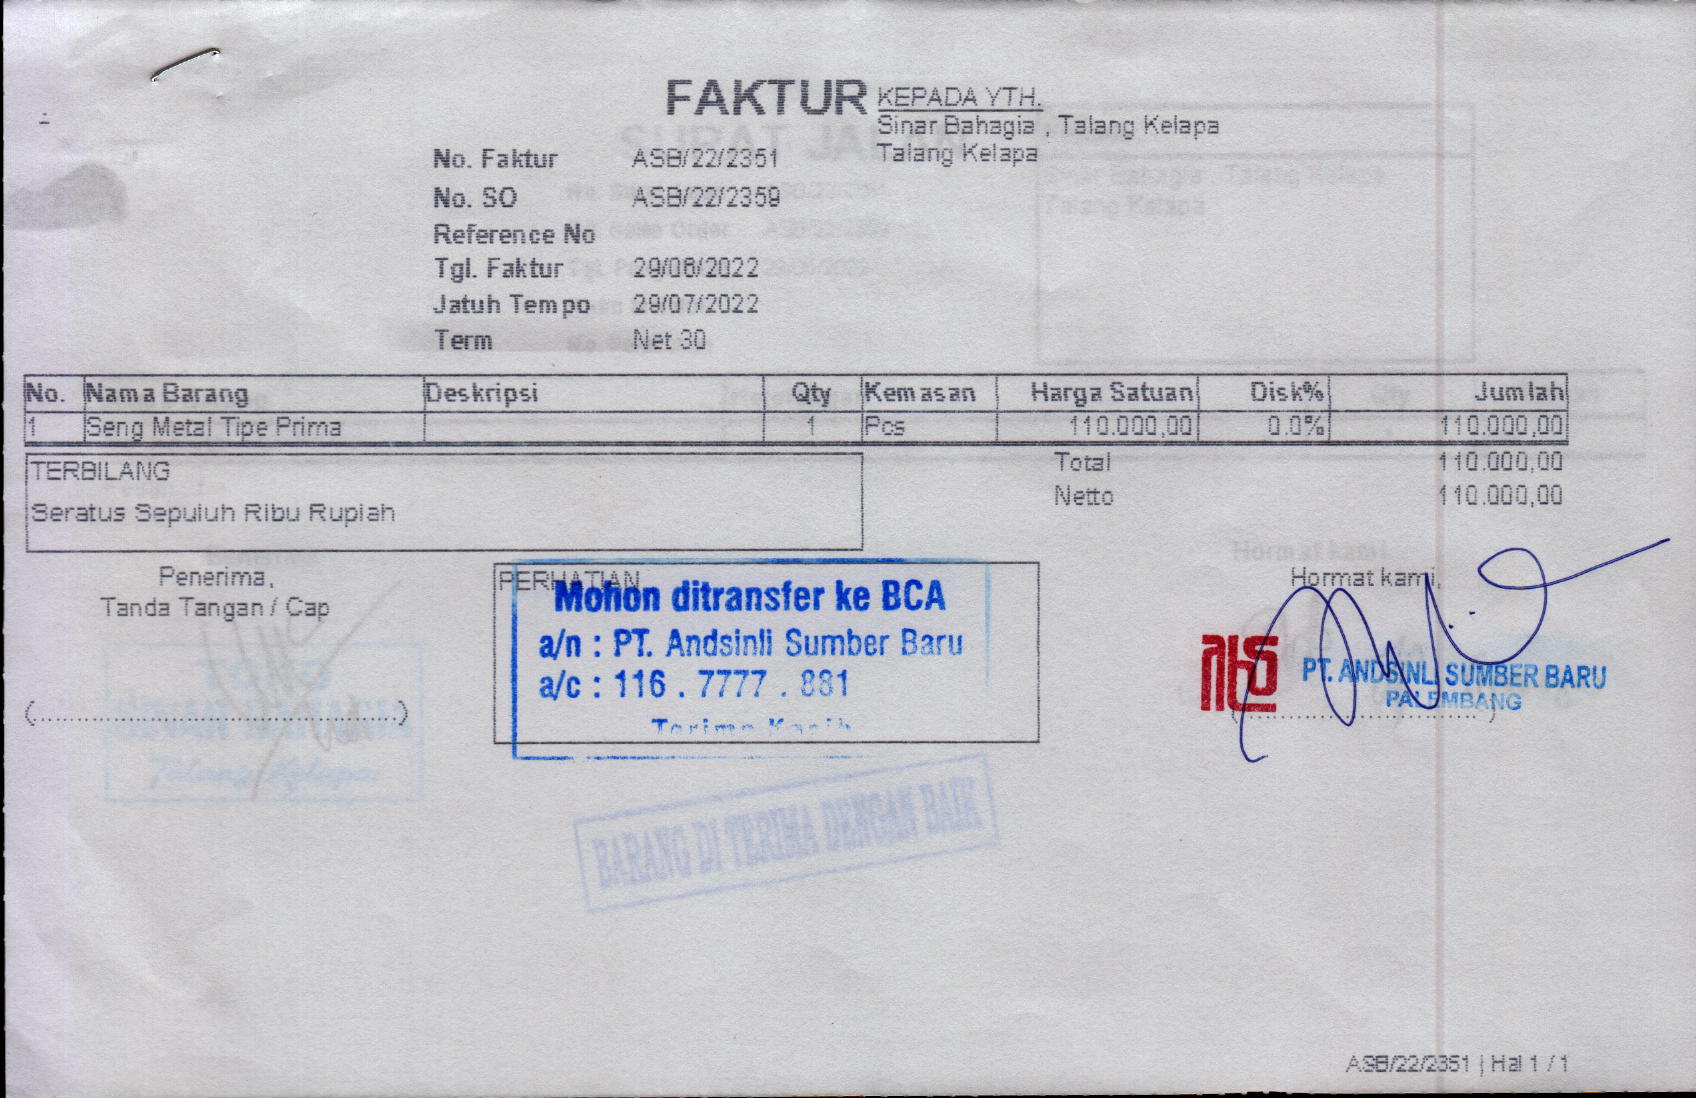 FAKTUR
KEPADA YTH.
Sinar Bahagia , Talang Kelapa
Talang Kelapa
No. Faktur ASB/22/2351
No. SO ASB/22/2359
Reference No
Tgl. Faktur 29/06/2022
Jatuh Tempo 29/07/2022
Term Net 30
No. Nama Barang Deskripsi Qty Kemasan Harga Satuan Disk% Jumlah
1 Seng Metal Tipe Prima 1 Pcs 110.000,00 0.0% 110.000,00
TERBILANG
Seratus Sepuluh Ribu Rupiah
Total 110.000,00
Netto 110.000,00
Penerima,
Tanda Tangan / Cap
(..........................................................)
PERHATIAN
Mohon ditransfer ke BCA
a/n : PT. Andsinli Sumber Baru
a/c : 116 . 7777 . 881
Terima Kasih
Hormat kami,
PT. ANDSINLI SUMBER BARU
PALEMBANG
BARANG DI TERIMA DENGAN BAIK
Talang Kelapa
ASB/22/2351 | Hal 1 / 1